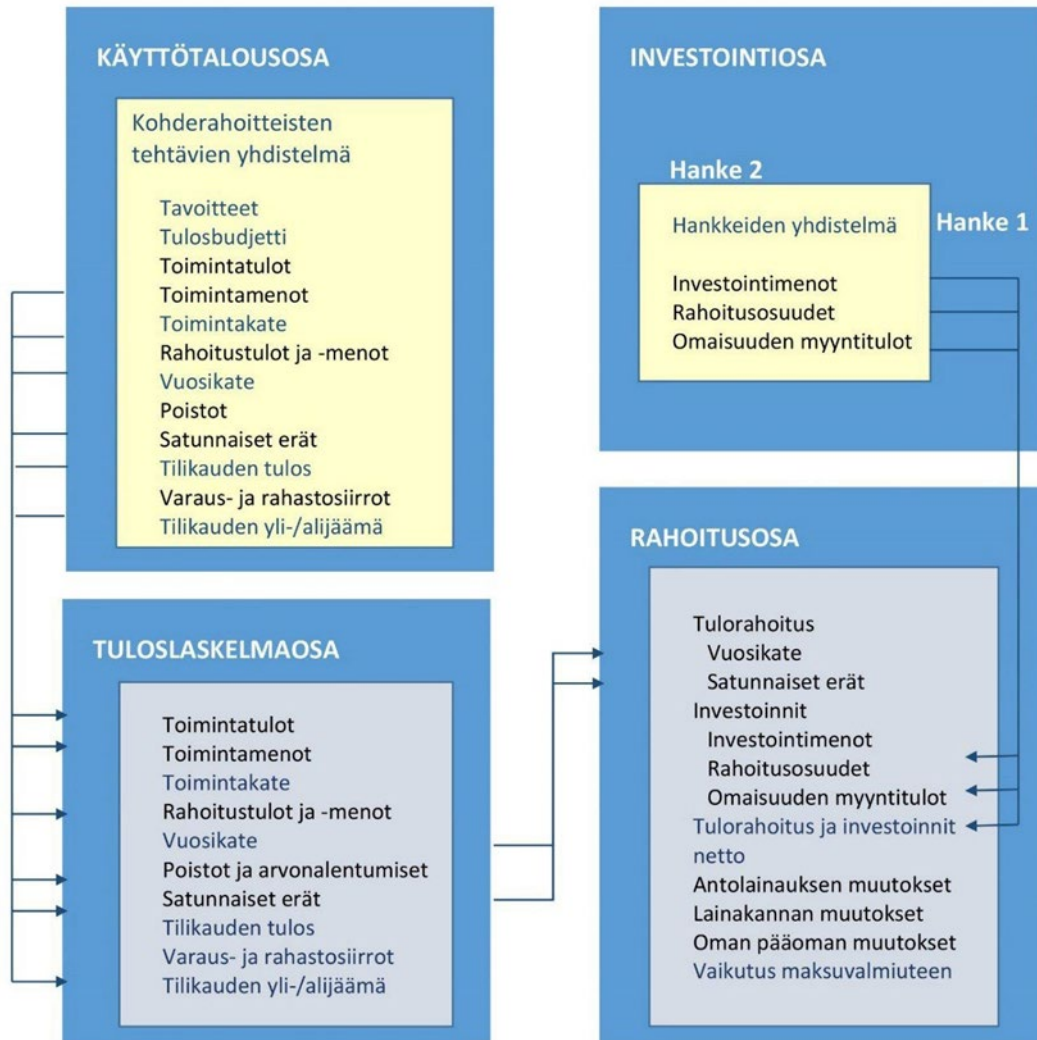 KÄYTTÖTALOUSOSA
Kohderahoitteisten
tehtävien yhdistelmä
Tavoitteet
Tulosbudjetti
Toimintatulot
Toimintamenot
Toimintakate
Rahoitustulot ja -menot
Vuosikate
Poistot
Satunnaiset erät
Tilikauden tulos
Varaus- ja rahastosiirrot
Tilikauden yli-/alijäämä
INVESTOINTIOSA
Hanke 2
Hanke 1
Hankkeiden yhdistelmä
Investointimenot
Rahoitusosuudet
Omaisuuden myyntitulot
TULOSLASKELMAOSA
Toimintatulot
Toimintamenot
Toimintakate
Rahoitustulot ja -menot
Vuosikate
Poistot ja arvonalentumiset
Satunnaiset erät
Tilikauden tulos
Varaus- ja rahastosiirrot
Tilikauden yli-/alijäämä
RAHOITUSOSA
Tulorahoitus
Vuosikate
Satunnaiset erät
Investoinnit
Investointimenot
Rahoitusosuudet
Omaisuuden myyntitulot
Tulorahoitus ja investoinnit
netto
Antolainauksen muutokset
Lainakannan muutokset
Oman pääoman muutokset
Vaikutus maksuvalmiuteen